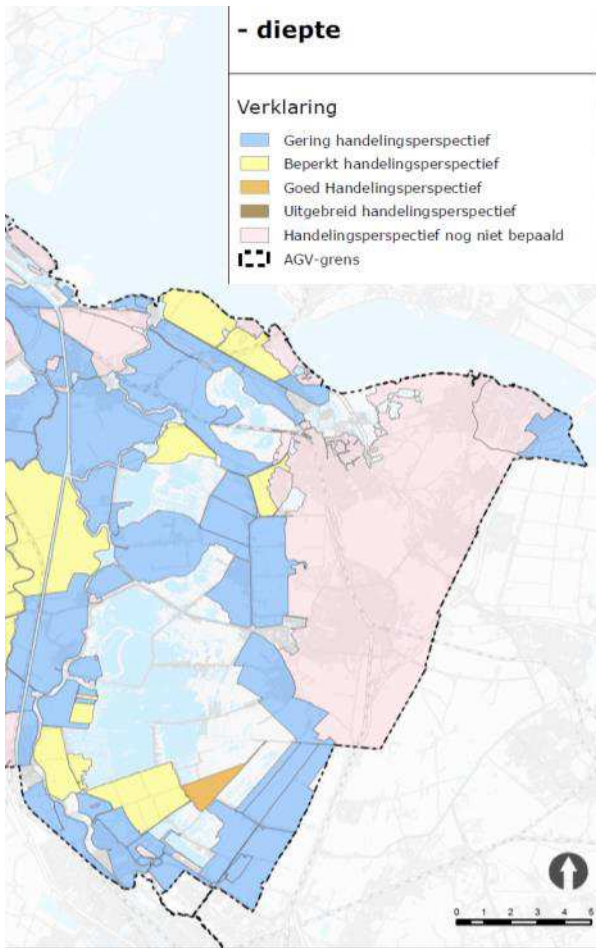 - diepte
Verklaring
Gering handelingsperspectief
Beperkt handelingsperspectief
Goed Handelingsperspectief
Uitgebreid handelingsperspectief
Handelingsperspectief nog niet bepaald
AGV-grens
0 1 2 3 4 5